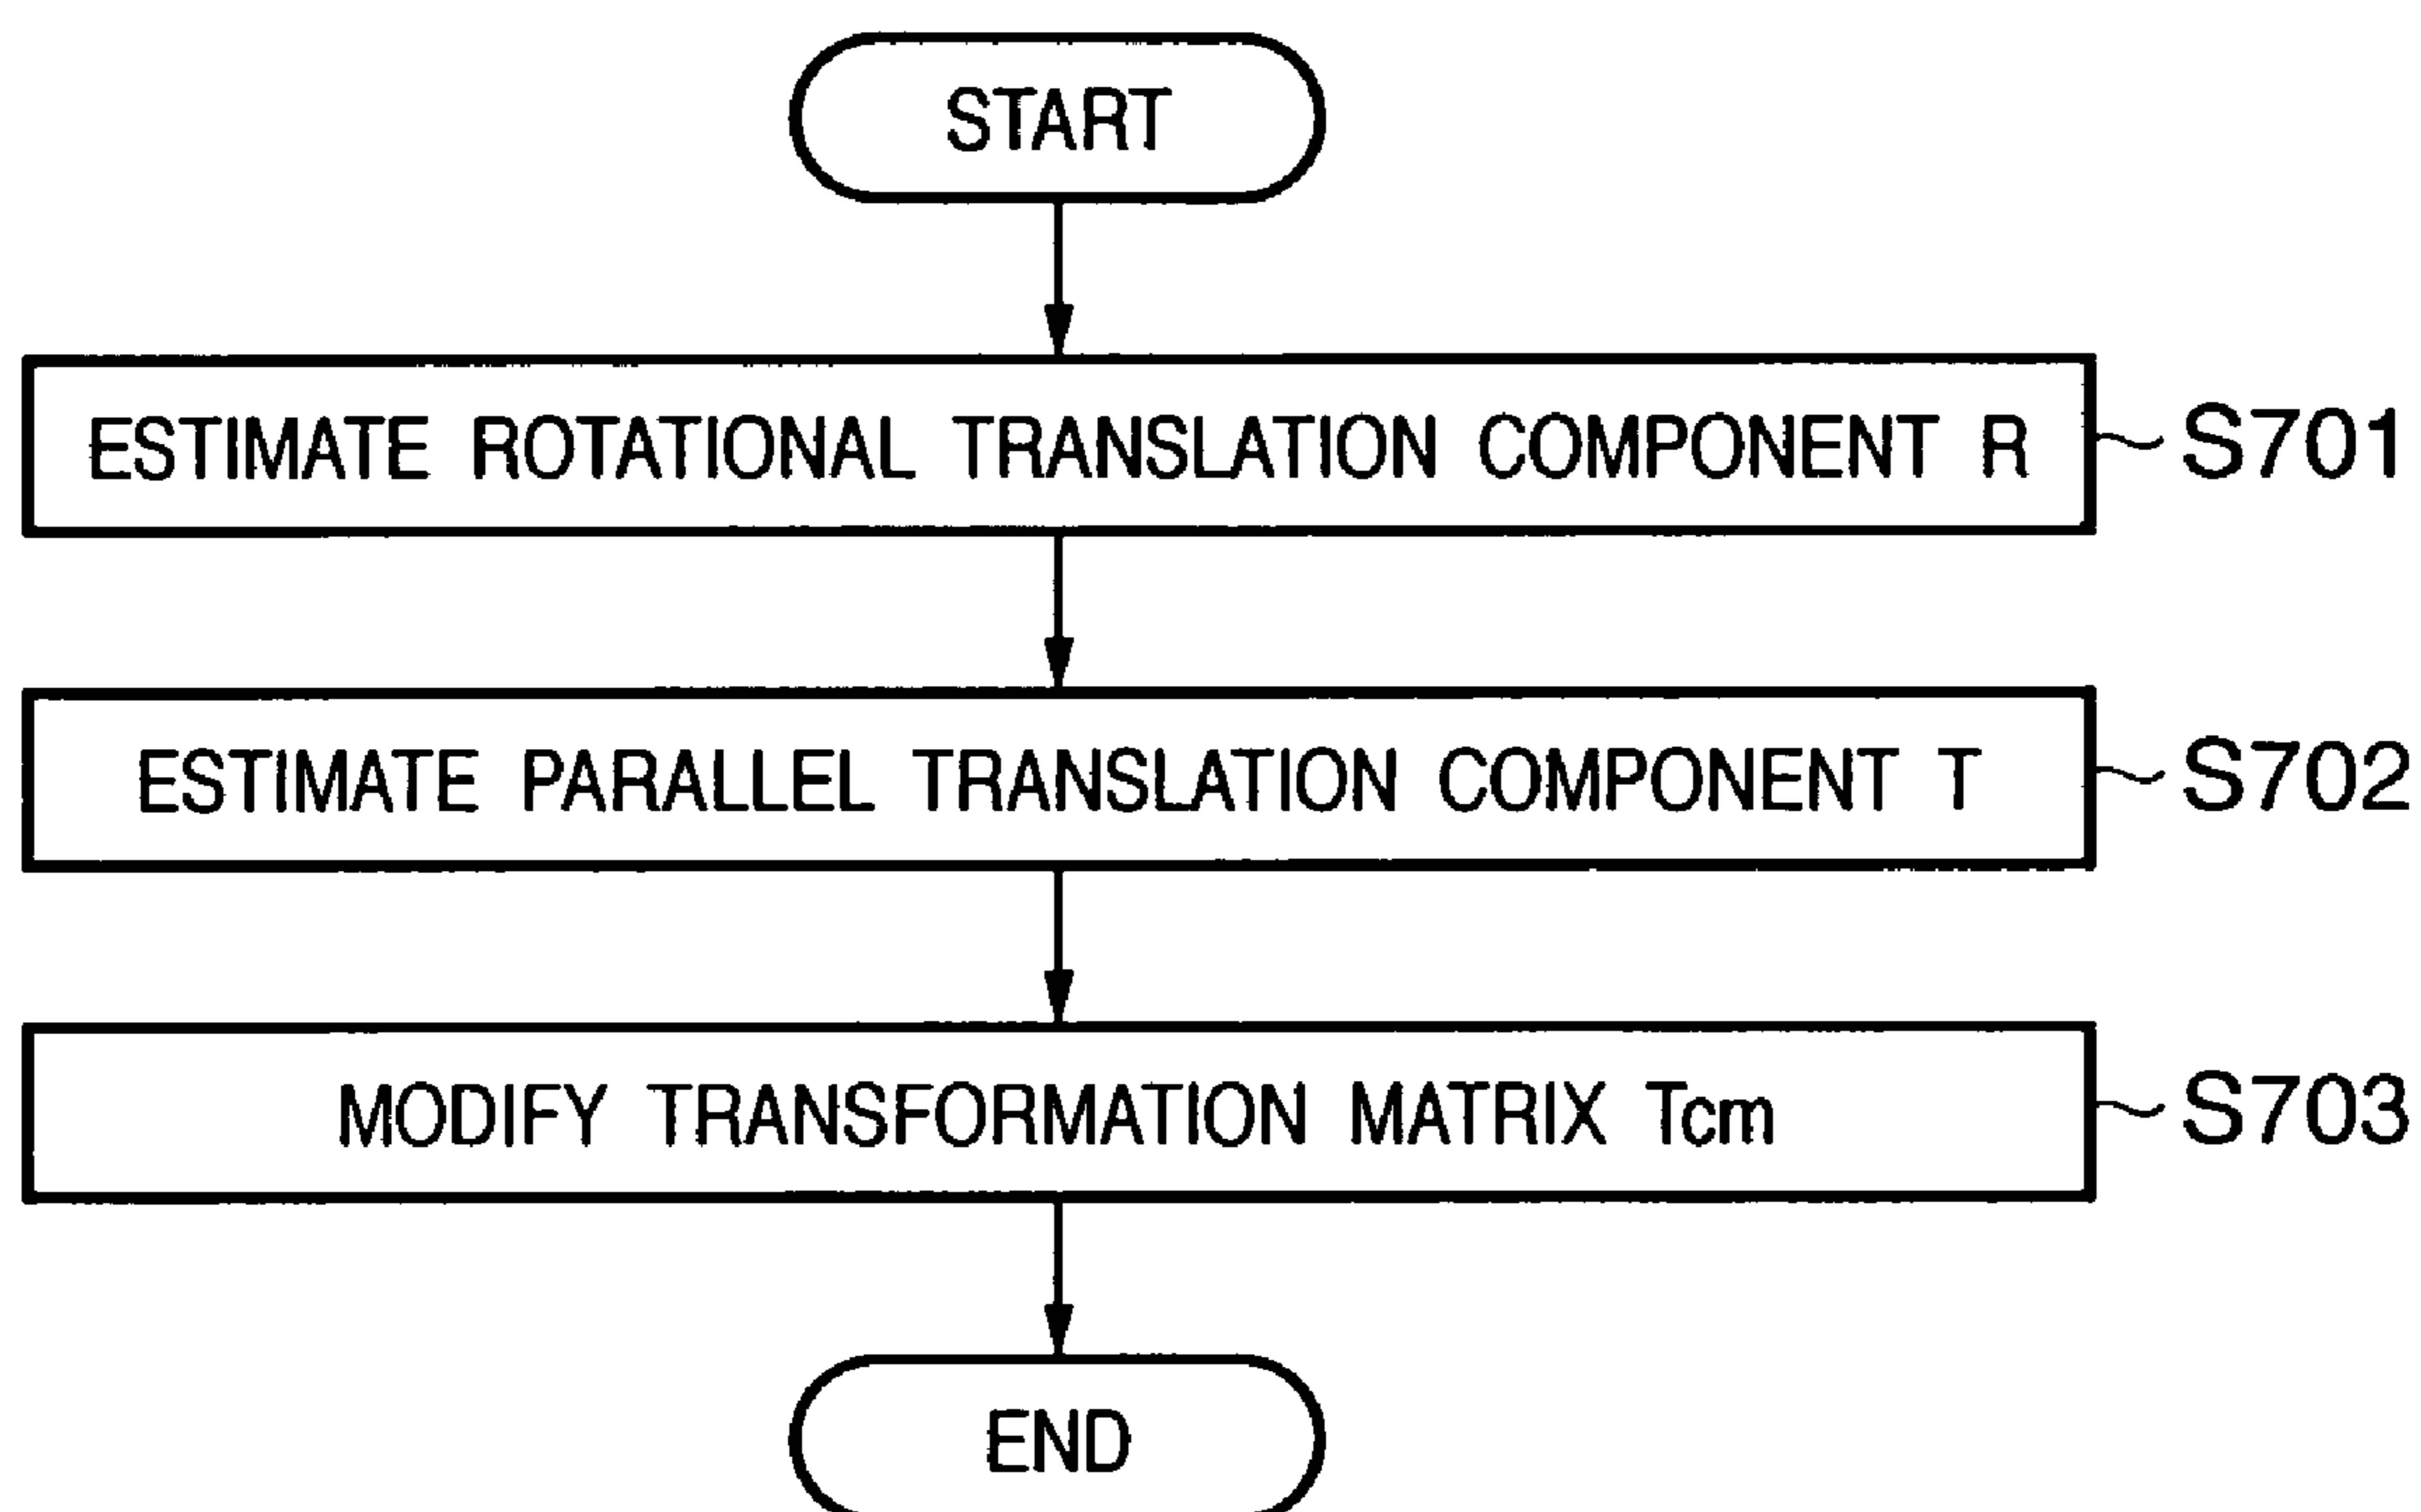 START
ESTIMATE ROTATIONAL TRANSLATION COMPONENT R S701
ESTIMATE PARALLEL TRANSLATION COMPONENT T S702
MODIFY TRANSFORMATION MATRIX Tcm S703
END